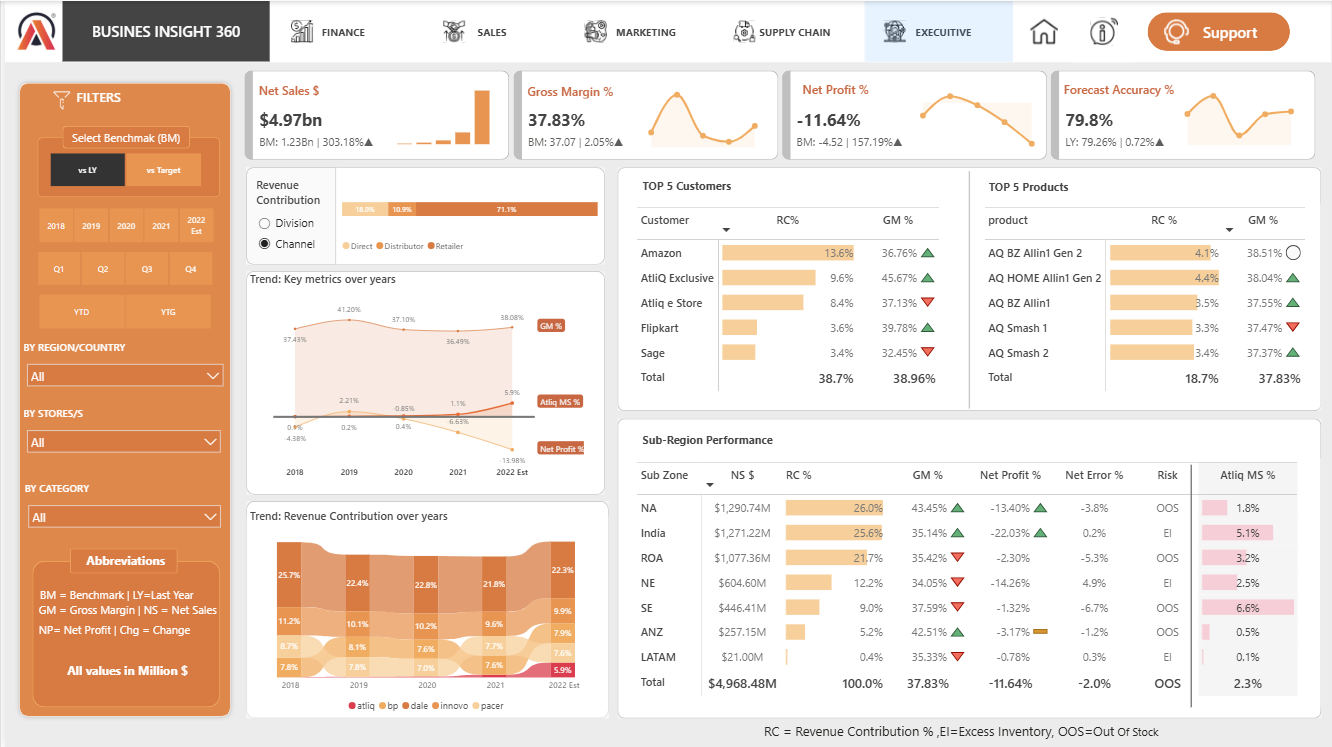 BUSINES INSIGHT 360
FINANCE
SALES
MARKETING
SUPPLY CHAIN
EXECUTIVE
Support
FILTERS
Select Benchmak (BM)
vs LY
vs Target
2018
2019
2020
2021
2022
Est
Q1
Q2
Q3
Q4
YTD
YTG
BY REGION/COUNTRY
All
BY STORES/S
All
BY CATEGORY
All
Abbreviations
BM = Benchmark | LY=Last Year
GM = Gross Margin | NS = Net Sales
NP= Net Profit | Chg = Change
All values in Million $
Net Sales $
$4.97bn
BM: 1.23Bn | 303.18%▲
Gross Margin %
37.83%
BM: 37.07 | 2.05%▲
Net Profit %
-11.64%
BM: -4.52 | 157.19%▲
Forecast Accuracy %
79.8%
LY: 79.26% | 0.72%▲
Revenue
Contribution
Division
Channel
10.9%
71.1%
Direct Distributor Retailer
Trend: Key metrics over years
41.20%
37.10%
38.08%
37.43%
36.49%
GM %
2.21%
0.85%
1.1%
5.9%
Atliq MS %
0.1%
0.2%
0.4%
6.63%
-4.38%
-13.98%
Net Profit %
2018 2019 2020 2021 2022 Est
Trend: Revenue Contribution over years
25.7% 22.4% 22.8% 21.8% 22.3%
11.2% 10.1% 10.2% 9.6% 9.9%
8.7% 8.1% 7.6% 7.7% 7.9%
7.8% 7.8% 7.0% 7.6% 7.6%
5.9%
2018 2019 2020 2021 2022 Est
atliq bp dale innovo pacer
TOP 5 Customers
Customer RC% GM %
Amazon 13.6% 36.76%
AtliQ Exclusive 9.6% 45.67%
Atliq e Store 8.4% 37.13%
Flipkart 3.6% 39.78%
Sage 3.4% 32.45%
Total 38.7% 38.96%
TOP 5 Products
product RC % GM %
AQ BZ Allin1 Gen 2 4.1% 38.51%
AQ HOME Allin1 Gen 2 4.4% 38.04%
AQ BZ Allin1 3.5% 37.55%
AQ Smash 1 3.3% 37.47%
AQ Smash 2 3.4% 37.37%
Total 18.7% 37.83%
Sub-Region Performance
Sub Zone NS $ RC % GM % Net Profit % Net Error % Risk Atliq MS %
NA $1,290.74M 26.0% 43.45% -13.40% -3.8% OOS 1.8%
India $1,271.22M 25.6% 35.14% -22.03% 0.2% EI 5.1%
ROA $1,077.36M 21.7% 35.42% -2.30% -5.3% OOS 3.2%
NE $604.60M 12.2% 34.05% -14.26% 4.9% EI 2.5%
SE $446.41M 9.0% 37.59% -1.32% -6.7% OOS 6.6%
ANZ $257.15M 5.2% 42.51% -3.17% -1.2% OOS 0.5%
LATAM $21.00M 0.4% 35.33% -0.78% 0.3% EI 0.1%
Total $4,968.48M 100.0% 37.83% -11.64% -2.0% OOS 2.3%
RC = Revenue Contribution % ,EI=Excess Inventory, OOS=Out Of Stock